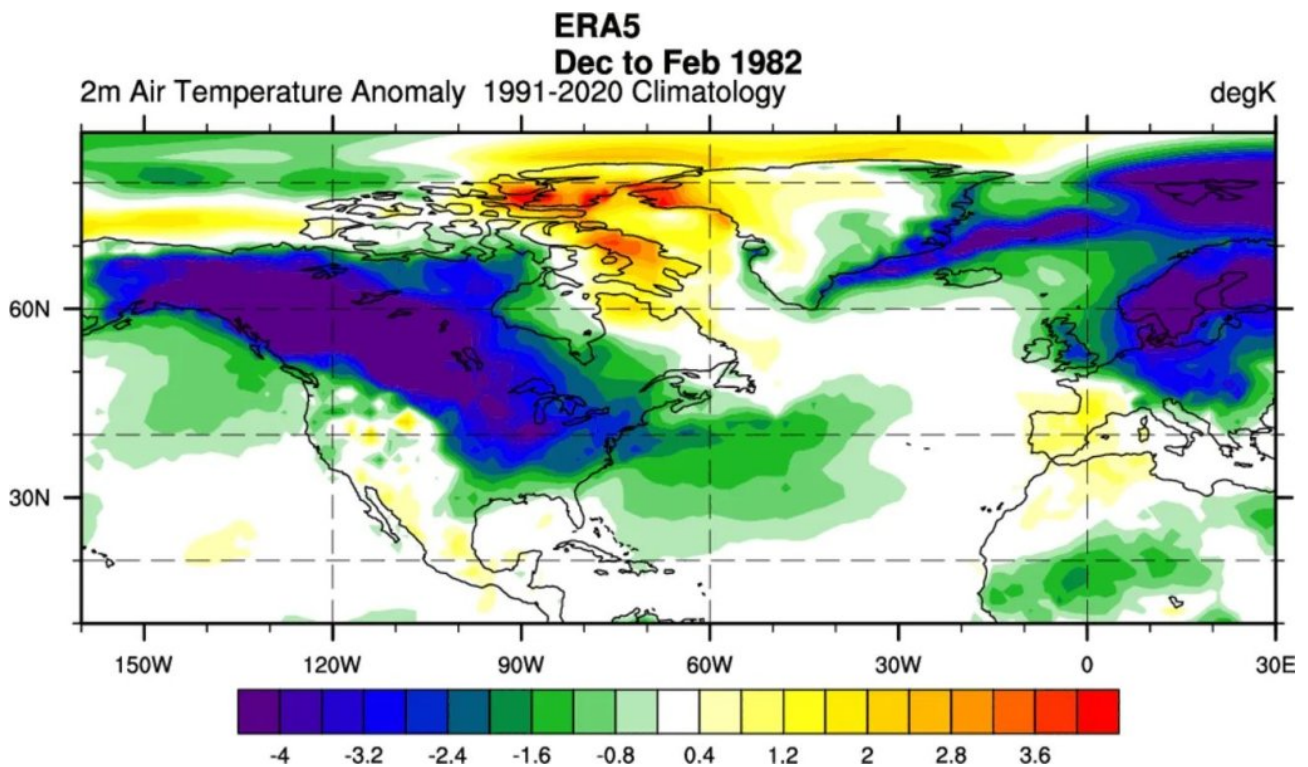 ERA5
Dec to Feb 1982
2m Air Temperature Anomaly 1991-2020 Climatology degK
60N
30N
150W 120W 90W 60W 30W 0 30E
-4 -3.2 -2.4 -1.6 -0.8 0.4 1.2 2 2.8 3.6